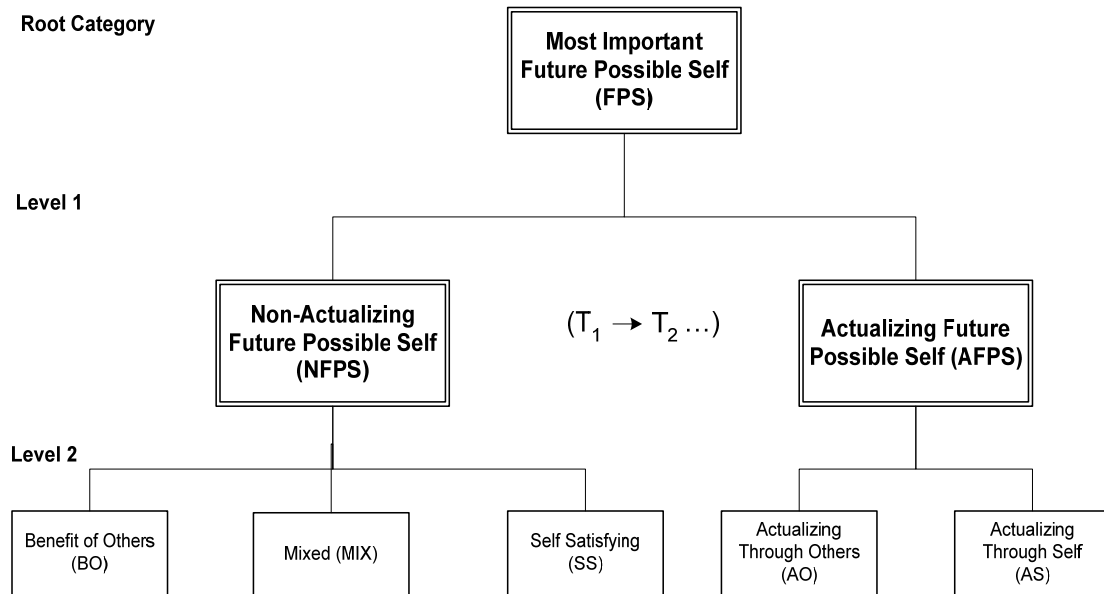 Root Category
Most Important
Future Possible Self
(FPS)
Level 1
Non-Actualizing
Future Possible Self
(NFPS)
(T₁ → T₂ ...)
Actualizing Future
Possible Self (AFPS)
Level 2
Benefit of Others
(BO)
Mixed (MIX)
Self Satisfying
(SS)
Actualizing
Through Others
(AO)
Actualizing
Through Self
(AS)